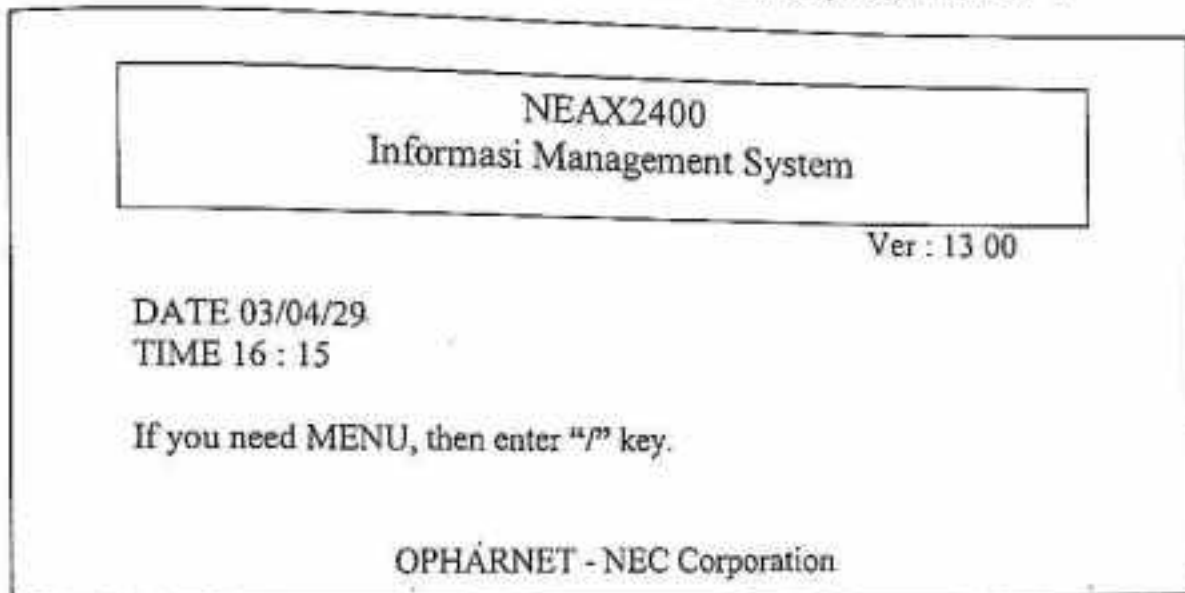 NEAX2400
Informasi Management System
Ver : 13 00
DATE 03/04/29
TIME 16 : 15
If you need MENU, then enter “/” key.
OPHÁRNET - NEC Corporation